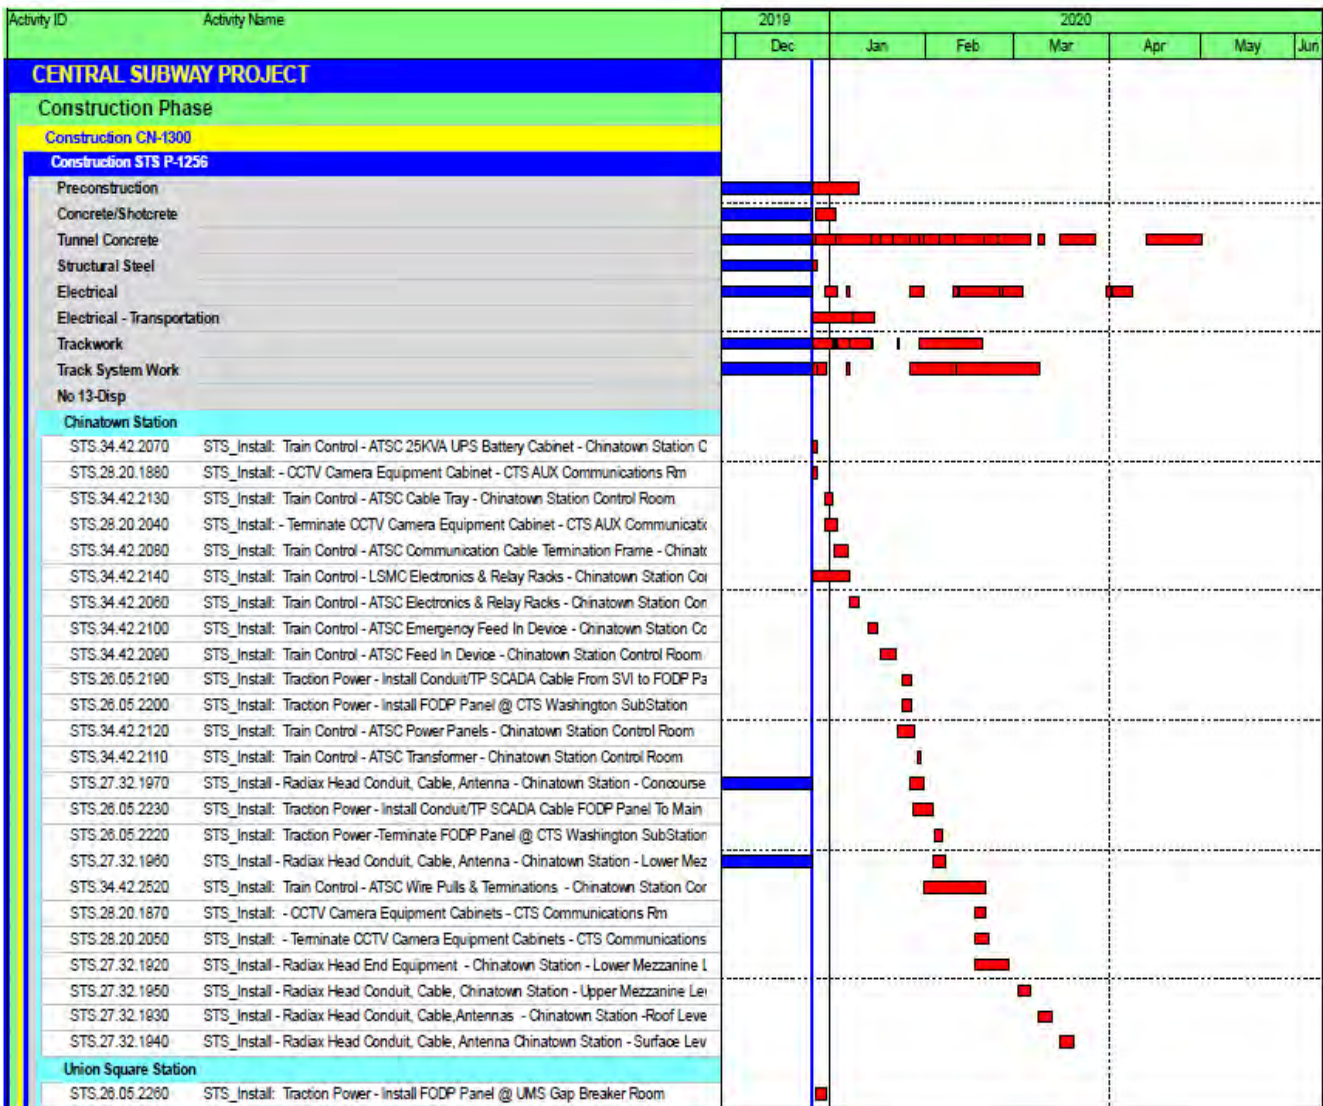 Activity ID Activity Name 2019 2020
Dec Jan Feb Mar Apr May Jun
CENTRAL SUBWAY PROJECT
Construction Phase
Construction CN-1300
Construction STS P-1256
Preconstruction
Concrete/Shotcrete
Tunnel Concrete
Structural Steel
Electrical
Electrical - Transportation
Trackwork
Track System Work
No 13-Disp
Chinatown Station
STS.34.42.2070 STS_Install: Train Control - ATSC 25KVA UPS Battery Cabinet - Chinatown Station C
STS.28.20.1880 STS_Install: - CCTV Camera Equipment Cabinet - CTS AUX Communications Rm
STS.34.42.2130 STS_Install: Train Control - ATSC Cable Tray - Chinatown Station Control Room
STS.28.20.2040 STS_Install: - Terminate CCTV Camera Equipment Cabinet - CTS AUX Communicatic
STS.34.42.2080 STS_Install: Train Control - ATSC Communication Cable Termination Frame - Chinatc
STS.34.42.2140 STS_Install: Train Control - LSMC Electronics & Relay Racks - Chinatown Station Coi
STS.34.42.2060 STS_Install: Train Control - ATSC Electronics & Relay Racks - Chinatown Station Con
STS.34.42.2100 STS_Install: Train Control - ATSC Emergency Feed In Device - Chinatown Station Cc
STS.34.42.2090 STS_Install: Train Control - ATSC Feed In Device - Chinatown Station Control Room
STS.26.05.2190 STS_Install: Traction Power - Install Conduit/TP SCADA Cable From SVI to FODP Pa
STS.26.05.2200 STS_Install: Traction Power - Install FODP Panel @ CTS Washington SubStation
STS.34.42.2120 STS_Install: Train Control - ATSC Power Panels - Chinatown Station Control Room
STS.34.42.2110 STS_Install: Train Control - ATSC Transformer - Chinatown Station Control Room
STS.27.32.1970 STS_Install - Radiax Head Conduit, Cable, Antenna - Chinatown Station - Concourse
STS.26.05.2230 STS_Install: Traction Power - Install Conduit/TP SCADA Cable FODP Panel To Main
STS.26.05.2220 STS_Install: Traction Power -Terminate FODP Panel @ CTS Washington SubStation
STS.27.32.1960 STS_Install - Radiax Head Conduit, Cable, Antenna - Chinatown Station - Lower Mez
STS.34.42.2520 STS_Install: Train Control - ATSC Wire Pulls & Terminations - Chinatown Station Cor
STS.28.20.1870 STS_Install: - CCTV Camera Equipment Cabinets - CTS Communications Rm
STS.28.20.2050 STS_Install: - Terminate CCTV Camera Equipment Cabinets - CTS Communications
STS.27.32.1920 STS_Install - Radiax Head End Equipment - Chinatown Station - Lower Mezzanine L
STS.27.32.1950 STS_Install - Radiax Head Conduit, Cable, Chinatown Station - Upper Mezzanine Le
STS.27.32.1930 STS_Install - Radiax Head Conduit, Cable,Antennas - Chinatown Station -Roof Leve
STS.27.32.1940 STS_Install - Radiax Head Conduit, Cable, Antenna Chinatown Station - Surface Lev
Union Square Station
STS.26.05.2260 STS_Install: Traction Power - Install FODP Panel @ UMS Gap Breaker Room